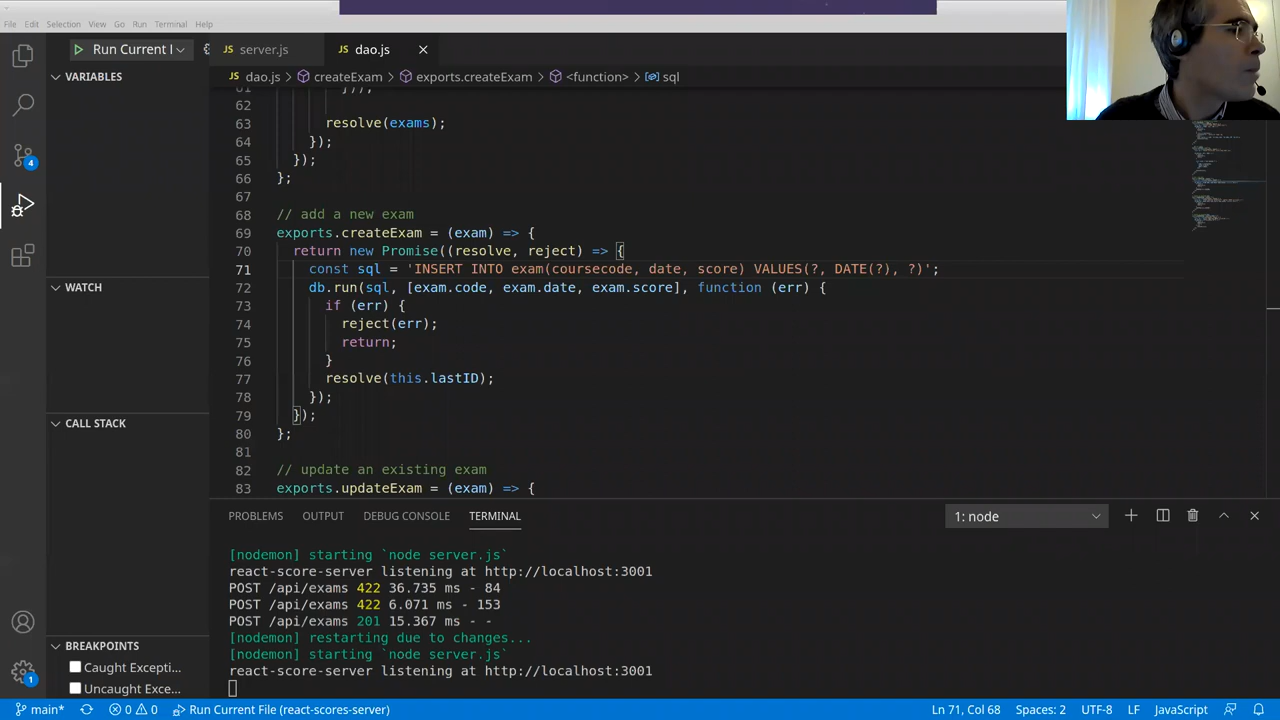 File Edit Selection View Go Run Terminal Help
Run Current
server.js
dao.js
dao.js > createExam > exports.createExam > <function> > sql
VARIABLES
WATCH
CALL STACK
BREAKPOINTS
Caught Excepti...
Uncaught Exce...
4
1
61 }));
62
63 resolve(exams);
64 });
65 });
66 };
67
68 // add a new exam
69 exports.createExam = (exam) => {
70 return new Promise((resolve, reject) => {
71 const sql = 'INSERT INTO exam(coursecode, date, score) VALUES(?, DATE(?), ?)';
72 db.run(sql, [exam.code, exam.date, exam.score], function (err) {
73 if (err) {
74 reject(err);
75 return;
76 }
77 resolve(this.lastID);
78 });
79 });
80 };
81
82 // update an existing exam
83 exports.updateExam = (exam) => {
PROBLEMS OUTPUT DEBUG CONSOLE TERMINAL
1: node
[nodemon] starting `node server.js`
react-score-server listening at http://localhost:3001
POST /api/exams 422 36.735 ms - 84
POST /api/exams 422 6.071 ms - 153
POST /api/exams 201 15.367 ms - -
[nodemon] restarting due to changes...
[nodemon] starting `node server.js`
react-score-server listening at http://localhost:3001
main* 0 0 Run Current File (react-scores-server) Ln 71, Col 68 Spaces: 2 UTF-8 LF JavaScript